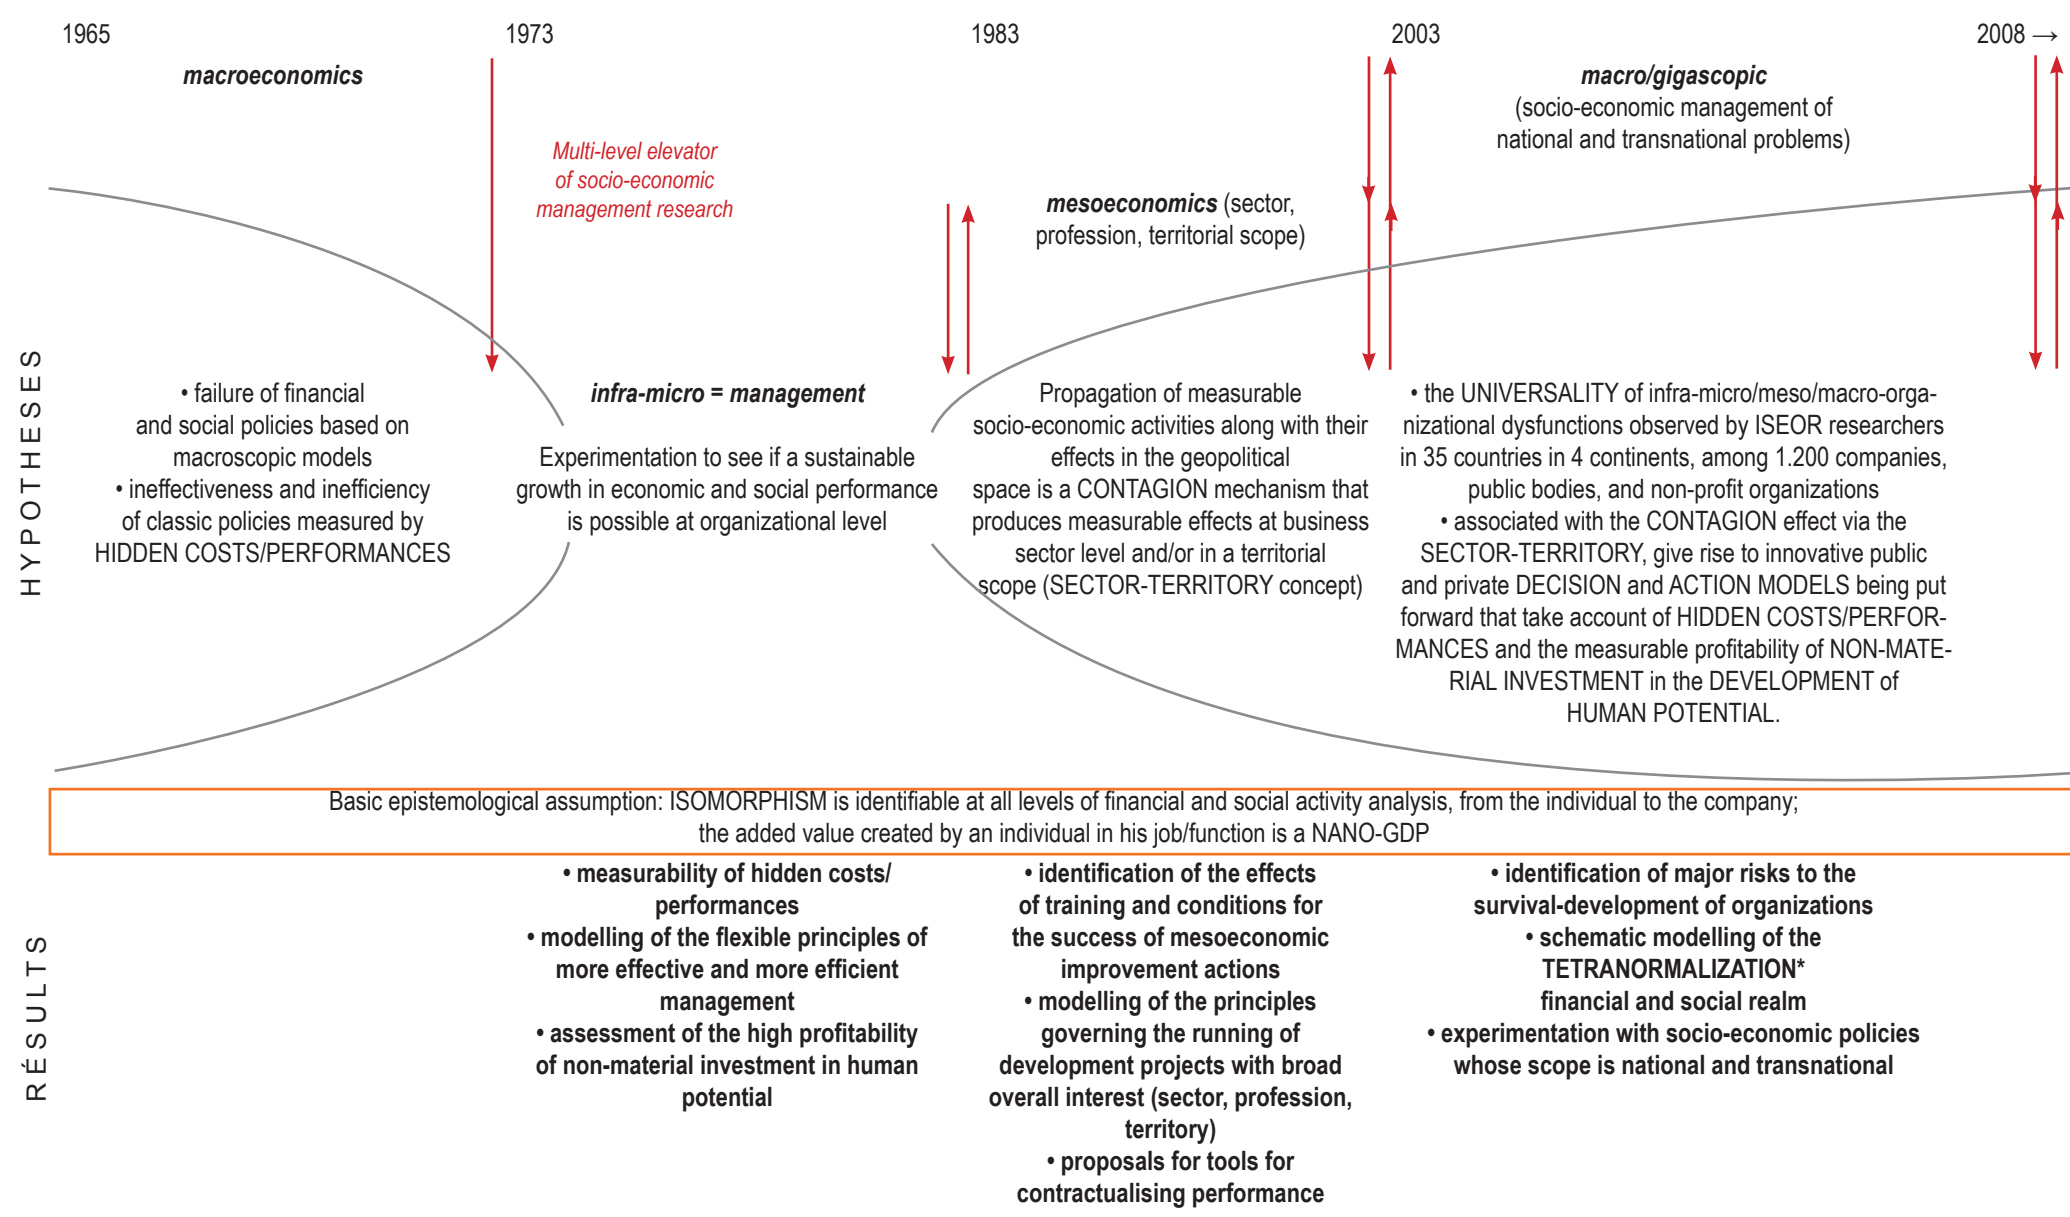 1965
1973
1983
2003
2008 →
macroeconomics
Multi-level elevator
of socio-economic
management research
mesoeconomics (sector,
profession, territorial scope)
macro/gigascopic
(socio-economic management of
national and transnational problems)
HYPOTHESES
• failure of financial
and social policies based on
macroscopic models
• ineffectiveness and inefficiency
of classic policies measured by
HIDDEN COSTS/PERFORMANCES
infra-micro = management
Experimentation to see if a sustainable
growth in economic and social performance
is possible at organizational level
Propagation of measurable
socio-economic activities along with their
effects in the geopolitical
space is a CONTAGION mechanism that
produces measurable effects at business
sector level and/or in a territorial
scope (SECTOR-TERRITORY concept)
• the UNIVERSALITY of infra-micro/meso/macro-orga-
nizational dysfunctions observed by ISEOR researchers
in 35 countries in 4 continents, among 1.200 companies,
public bodies, and non-profit organizations
• associated with the CONTAGION effect via the
SECTOR-TERRITORY, give rise to innovative public
and private DECISION and ACTION MODELS being put
forward that take account of HIDDEN COSTS/PERFOR-
MANCES and the measurable profitability of NON-MATE-
RIAL INVESTMENT in the DEVELOPMENT of
HUMAN POTENTIAL.
Basic epistemological assumption: ISOMORPHISM is identifiable at all levels of financial and social activity analysis, from the individual to the company;
the added value created by an individual in his job/function is a NANO-GDP
RÉSULTS
• measurability of hidden costs/
performances
• modelling of the flexible principles of
more effective and more efficient
management
• assessment of the high profitability
of non-material investment in human
potential
• identification of the effects
of training and conditions for
the success of mesoeconomic
improvement actions
• modelling of the principles
governing the running of
development projects with broad
overall interest (sector, profession,
territory)
• proposals for tools for
contractualising performance
• identification of major risks to the
survival-development of organizations
• schematic modelling of the
TETRANORMALIZATION*
financial and social realm
• experimentation with socio-economic policies
whose scope is national and transnational